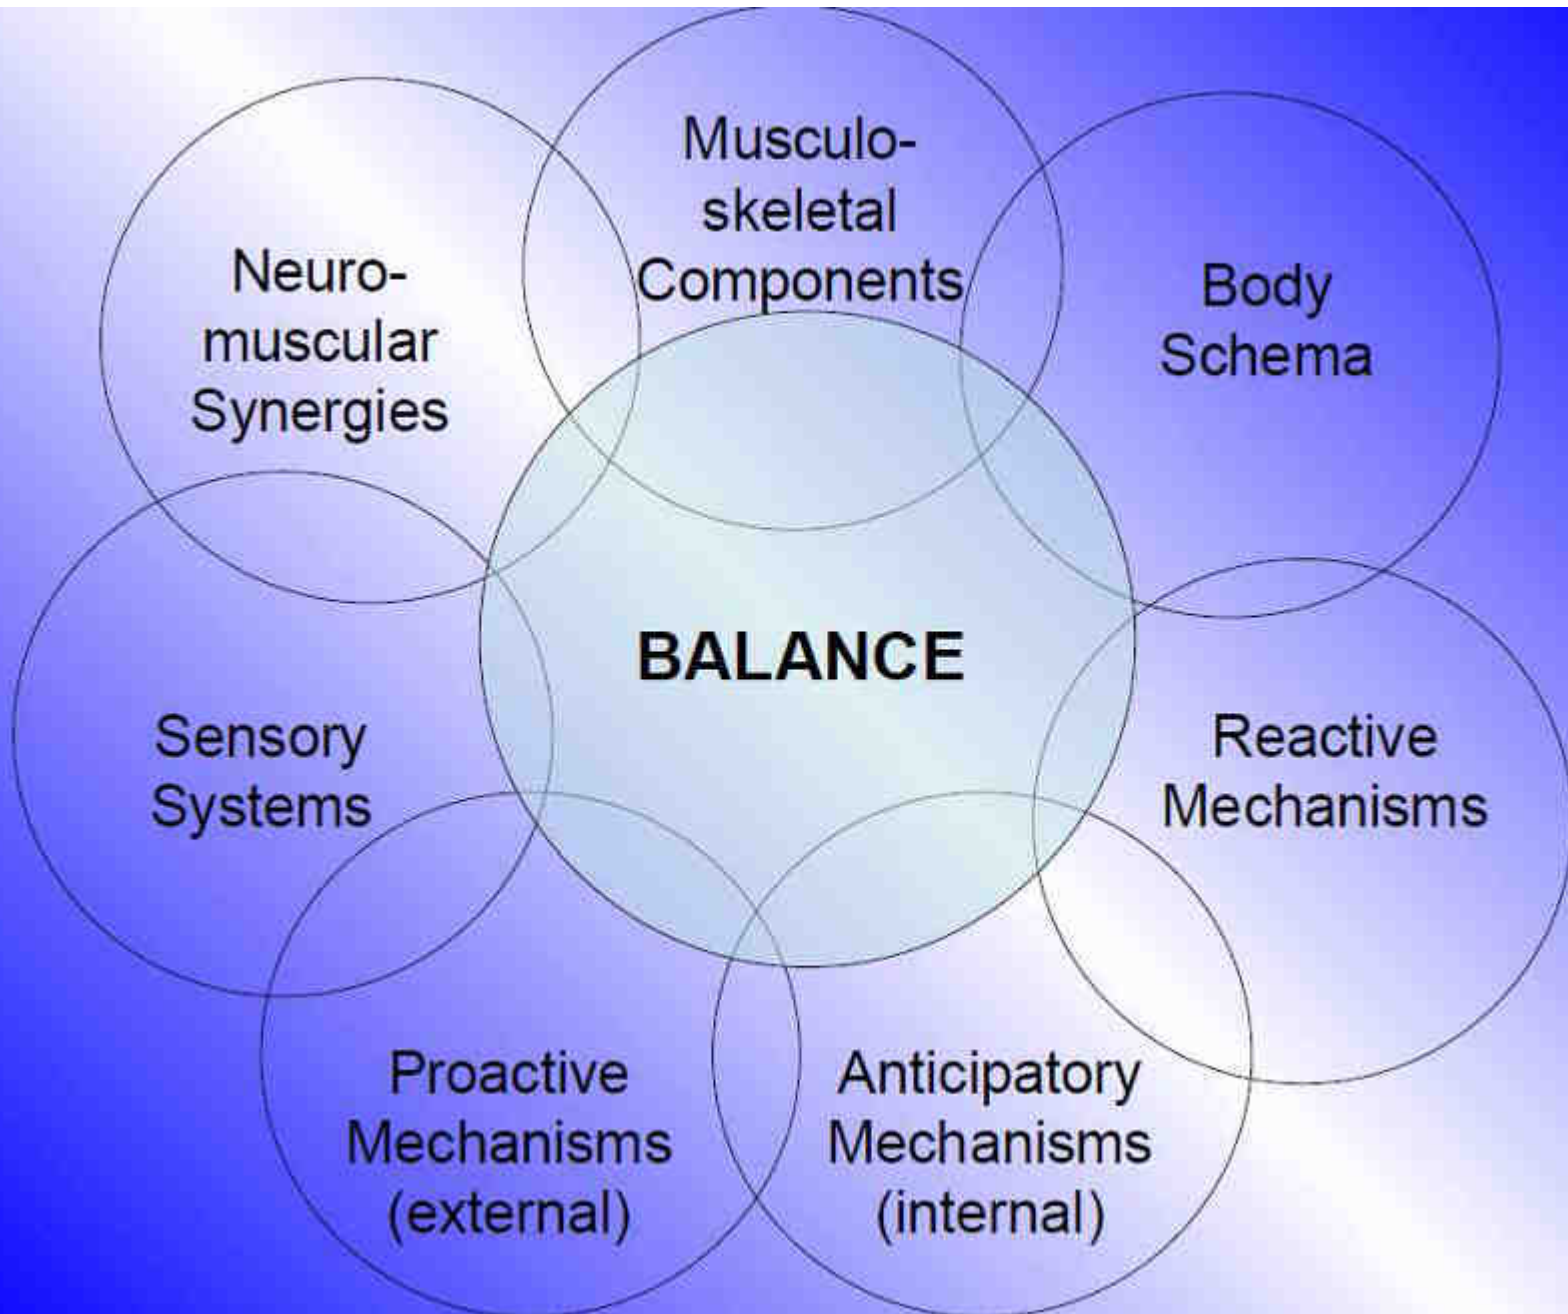 Musculo-
skeletal
Components
Neuro-
muscular
Synergies
Body
Schema
BALANCE
Sensory
Systems
Reactive
Mechanisms
Proactive
Mechanisms
(external)
Anticipatory
Mechanisms
(internal)